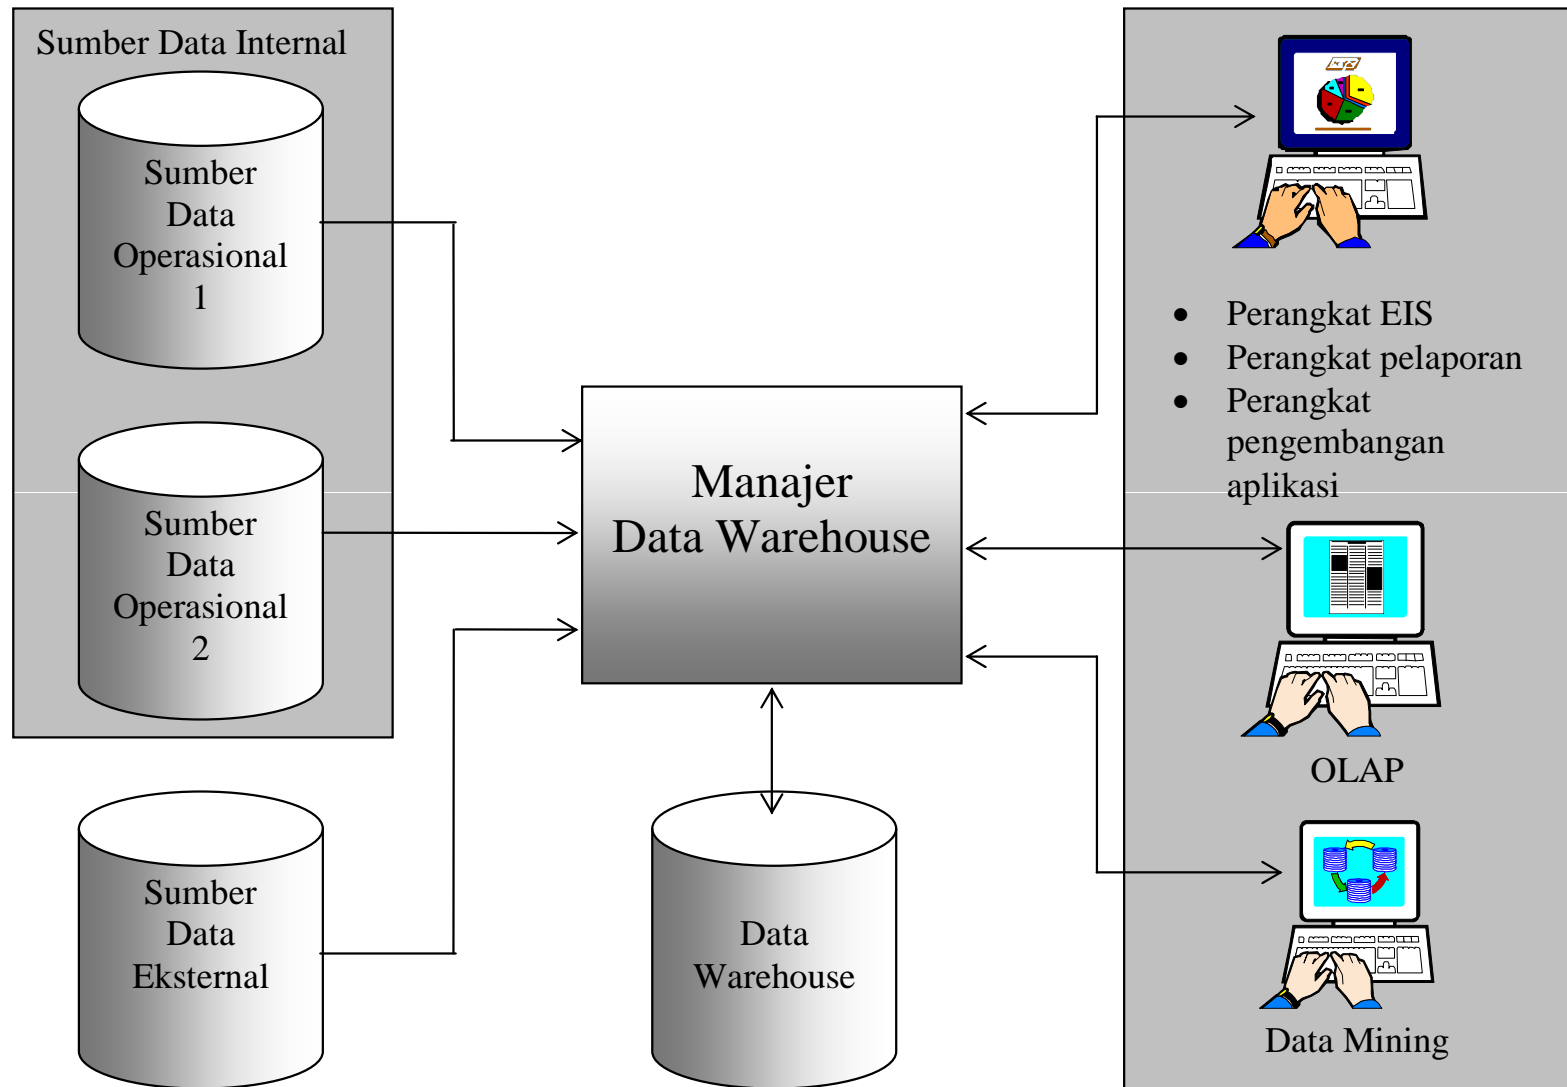 Sumber Data Internal
Sumber
Data
Operasional
1
Sumber
Data
Operasional
2
Sumber
Data
Eksternal
Manajer
Data Warehouse
Data
Warehouse
• Perangkat EIS
• Perangkat pelaporan
• Perangkat
pengembangan
aplikasi
OLAP
Data Mining